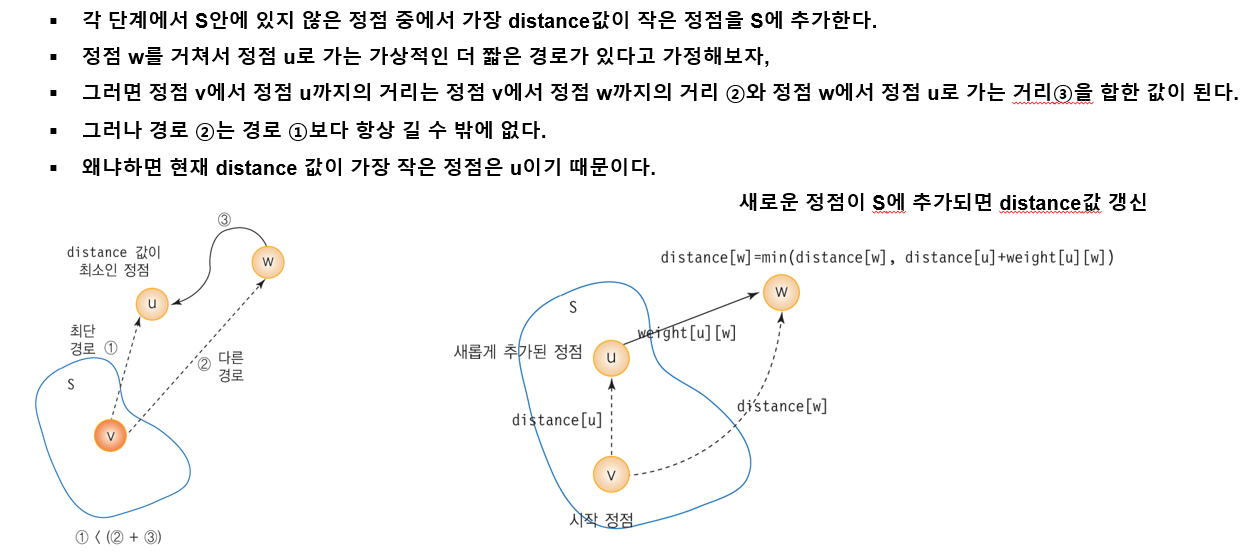 ▪ 각 단계에서 S안에 있지 않은 정점 중에서 가장 distance값이 작은 정점을 S에 추가한다.
▪ 정점 w를 거쳐서 정점 u로 가는 가상적인 더 짧은 경로가 있다고 가정해보자,
▪ 그러면 정점 v에서 정점 u까지의 거리는 정점 v에서 정점 w까지의 거리 ②와 정점 w에서 정점 u로 가는 거리③을 합한 값이 된다.
▪ 그러나 경로 ②는 경로 ①보다 항상 길 수 밖에 없다.
▪ 왜냐하면 현재 distance 값이 가장 작은 정점은 u이기 때문이다.
③
distance 값이
최소인 정점
w
u
최단
경로 ①
② 다른
경로
S
v
① < (② + ③)
새로운 정점이 S에 추가되면 distance값 갱신
distance[w]=min(distance[w], distance[u]+weight[u][w])
S
w
weight[u][w]
새롭게 추가된 정점
u
distance[u]
distance[w]
v
시작 정점